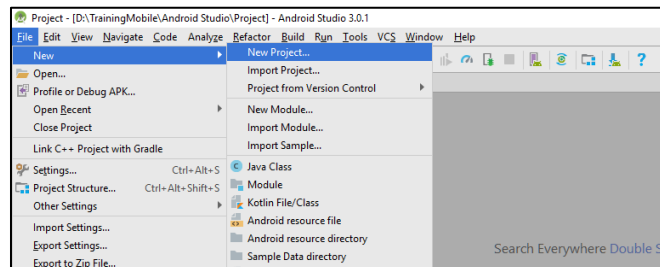 Project - [D:\TrainingMobile\Android Studio\Project] - Android Studio 3.0.1
File Edit View Navigate Code Analyze Refactor Build Run Tools VCS Window Help
New
Open...
Profile or Debug APK...
Open Recent
Close Project
Link C++ Project with Gradle
Settings... Ctrl+Alt+S
Project Structure... Ctrl+Alt+Shift+S
Other Settings
Import Settings...
Export Settings...
Export to Zip File...
New Project...
Import Project...
Project from Version Control
New Module...
Import Module...
Import Sample...
Java Class
Module
Kotlin File/Class
Android resource file
Android resource directory
Sample Data directory
Search Everywhere Double S